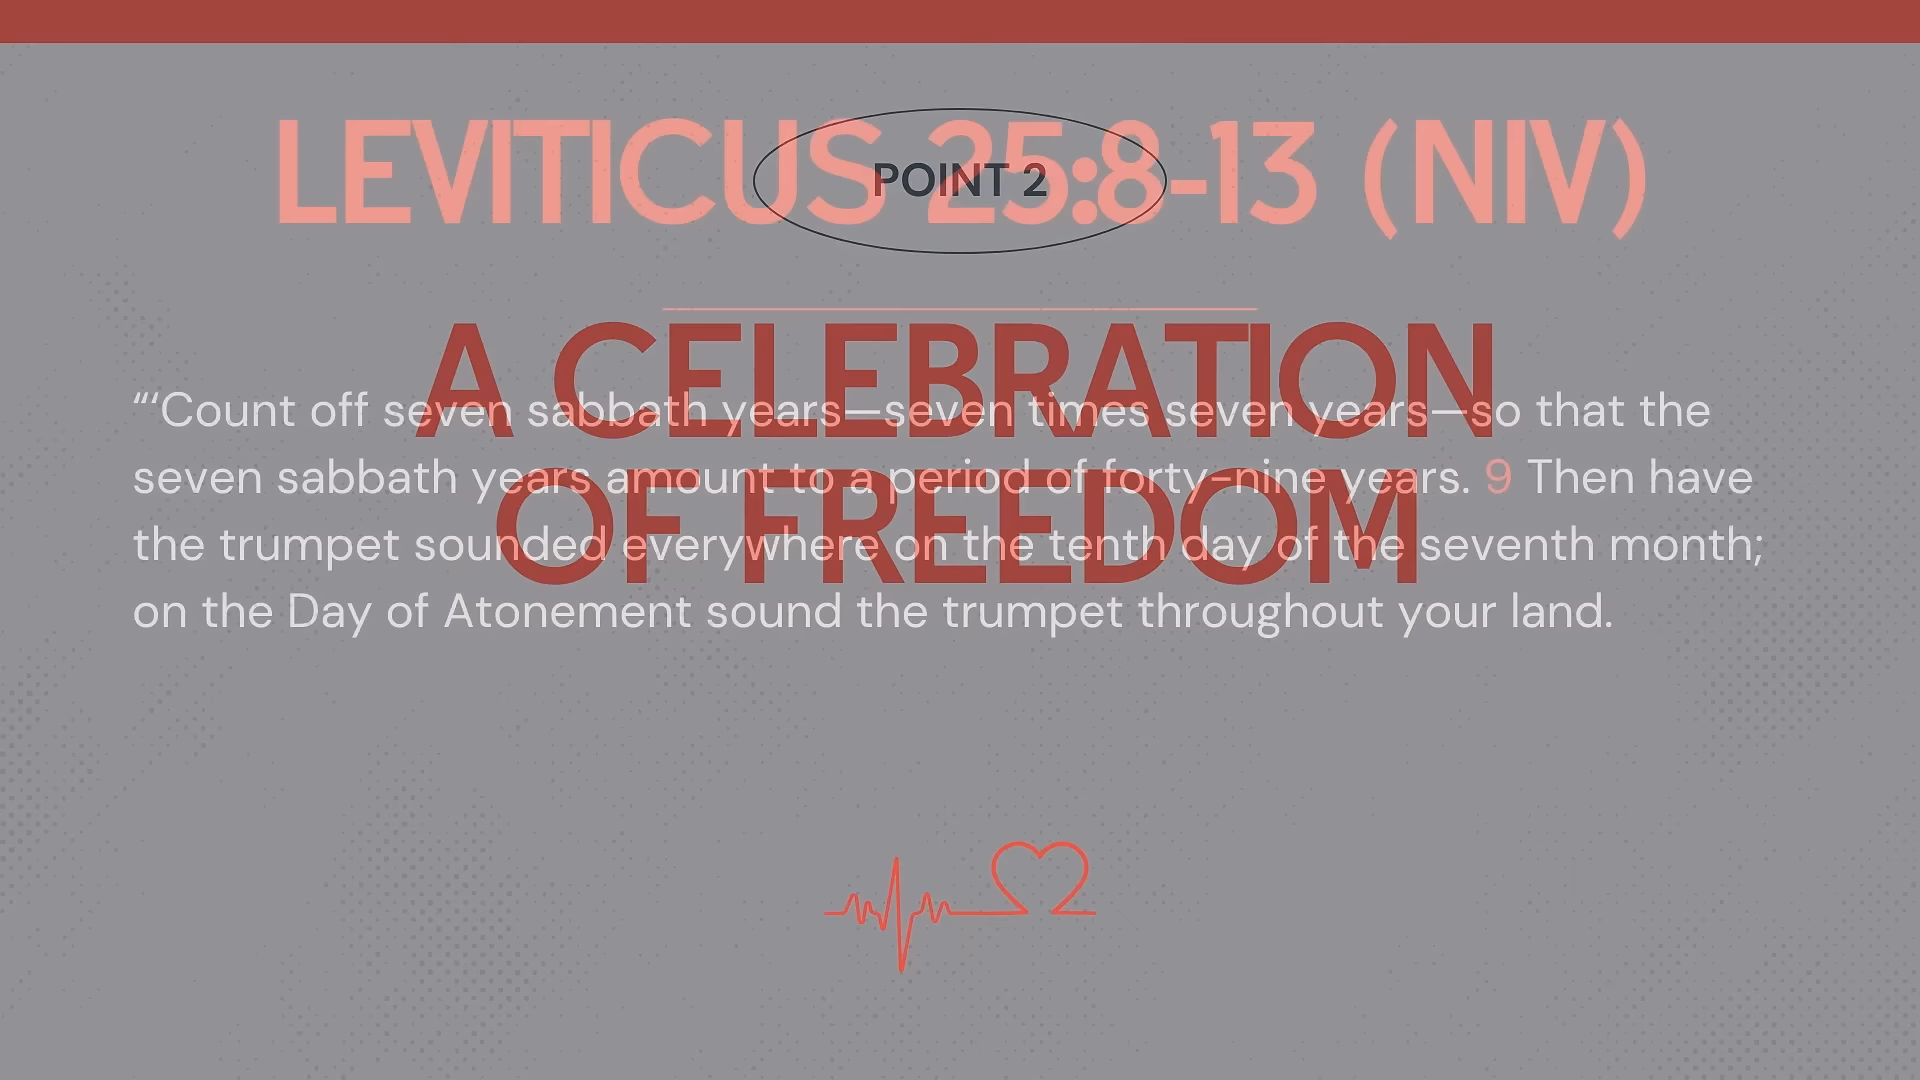 LEVITICUS 25:8-13 (NIV)
POINT 2
A CELEBRATION
OF FREEDOM
“‘Count off seven sabbath years—seven times seven years—so that the
seven sabbath years amount to a period of forty-nine years. 9 Then have
the trumpet sounded everywhere on the tenth day of the seventh month;
on the Day of Atonement sound the trumpet throughout your land.